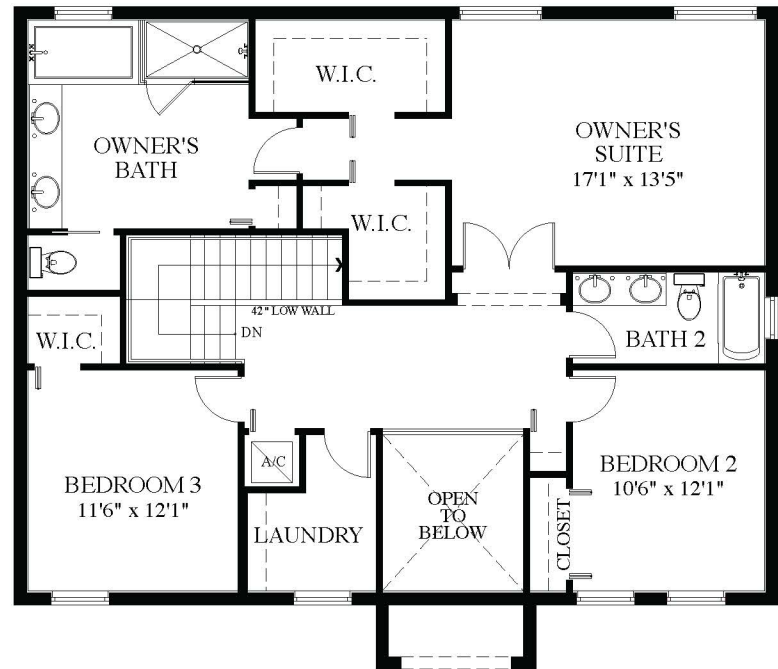 W.I.C.
OWNER'S
BATH
OWNER'S
SUITE
17'1" x 13'5"
W.I.C.
42" LOW WALL
DN
W.I.C.
BATH 2
BEDROOM 3
11'6" x 12'1"
A/C
LAUNDRY
OPEN
TO
BELOW
CLOSET
BEDROOM 2
10'6" x 12'1"